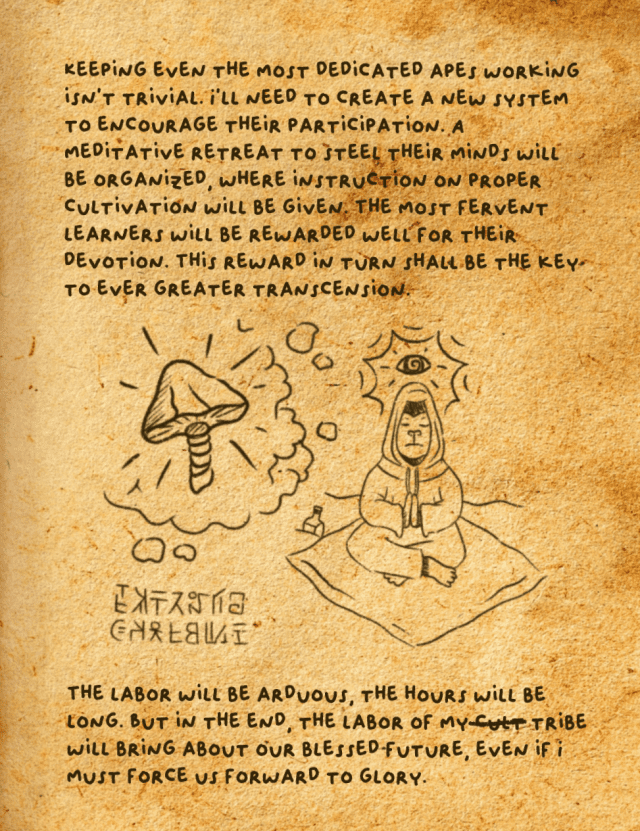 KEEPING EVEN THE MOST DEDICATED APES WORKING
ISN'T TRIVIAL. I'LL NEED TO CREATE A NEW SYSTEM
TO ENCOURAGE THEIR PARTICIPATION. A
MEDITATIVE RETREAT TO STEEL THEIR MINDS WILL
BE ORGANIZED, WHERE INSTRUCTION ON PROPER
CULTIVATION WILL BE GIVEN. THE MOST FERVENT
LEARNERS WILL BE REWARDED WELL FOR THEIR
DEVOTION. THIS REWARD IN TURN SHALL BE THE KEY
TO EVER GREATER TRANSCENSION.
THE LABOR WILL BE ARDUOUS, THE HOURS WILL BE
LONG. BUT IN THE END, THE LABOR OF MY CULT TRIBE
WILL BRING ABOUT OUR BLESSED FUTURE, EVEN IF I
MUST FORCE US FORWARD TO GLORY.